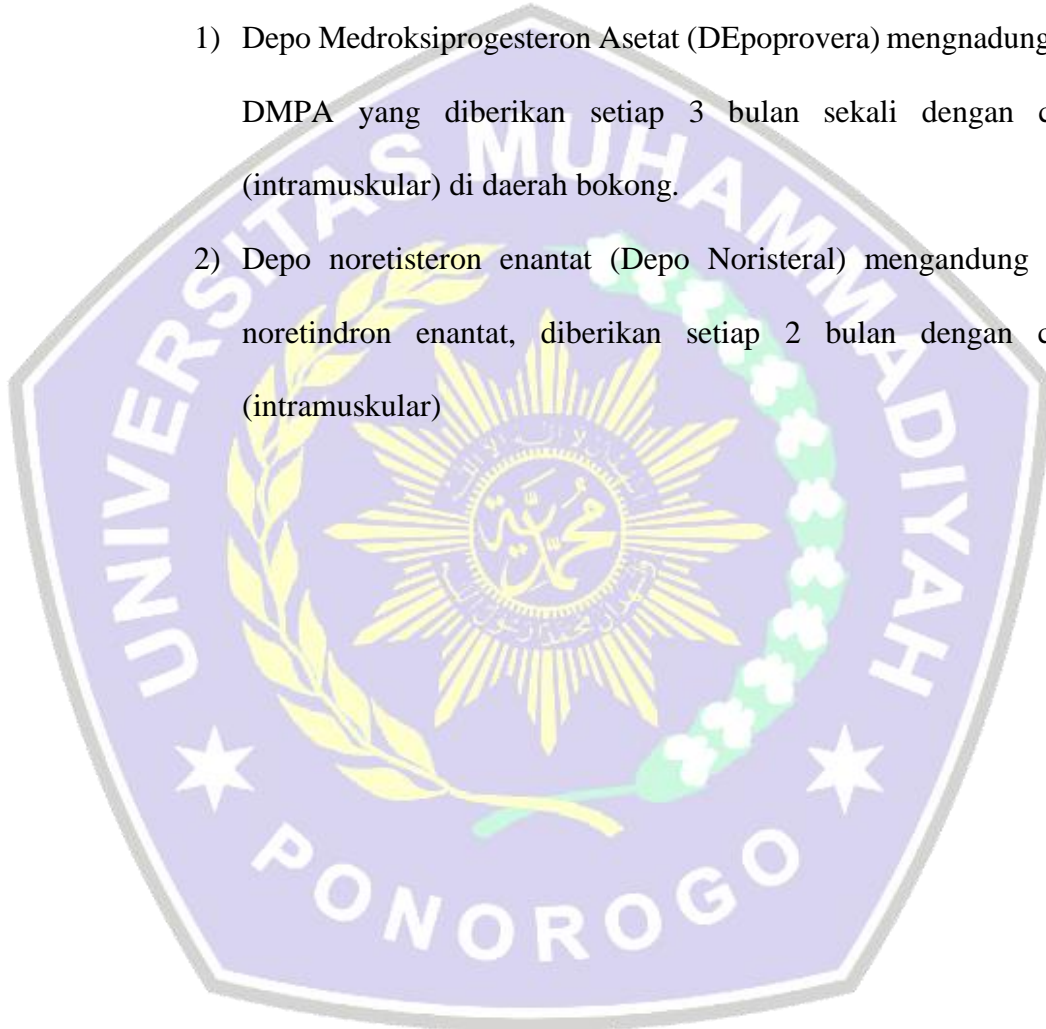 1) Depo Medroksiprogesteron Asetat (DEpoprovera) mengnadung
DMPA yang diberikan setiap 3 bulan sekali dengan c
(intramuskular) di daerah bokong.
2) Depo noretisteron enantat (Depo Noristeral) mengandung
noretindron enantat, diberikan setiap 2 bulan dengan c
(intramuskular)
UNIVERSITAS MUHAMMADIYAH
PONOROGO
محمدية